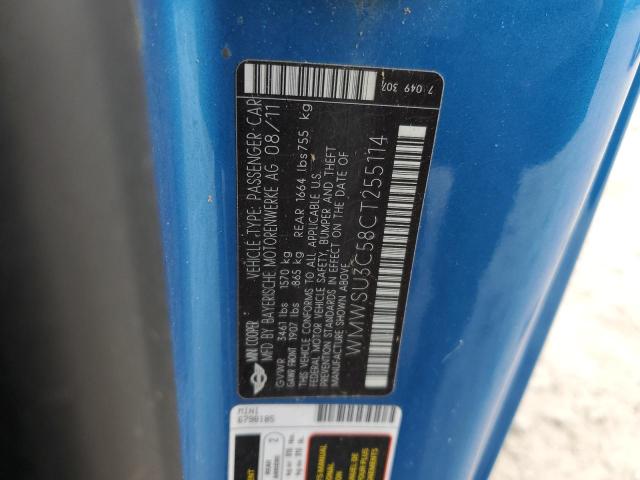 MINI COOPER
VEHICLE-TYPE: PASSENGER-CAR
MFD BY BAYERISCHE MOTORENWERKE AG 08/11
GVWR 3461 lbs 1570 kg
GAWR FRONT 1907 lbs 865 kg REAR 1664 lbs 755 kg
THIS VEHICLE CONFORMS TO ALL APPLICABLE U.S.
FEDERAL MOTOR VEHICLE SAFETY, BUMPER AND THEFT
PREVENTION STANDARDS IN EFFECT ON THE DATE OF
MANUFACTURE SHOWN ABOVE.
WMWSU3C58CT255114
7 049 307
MINI
6790185